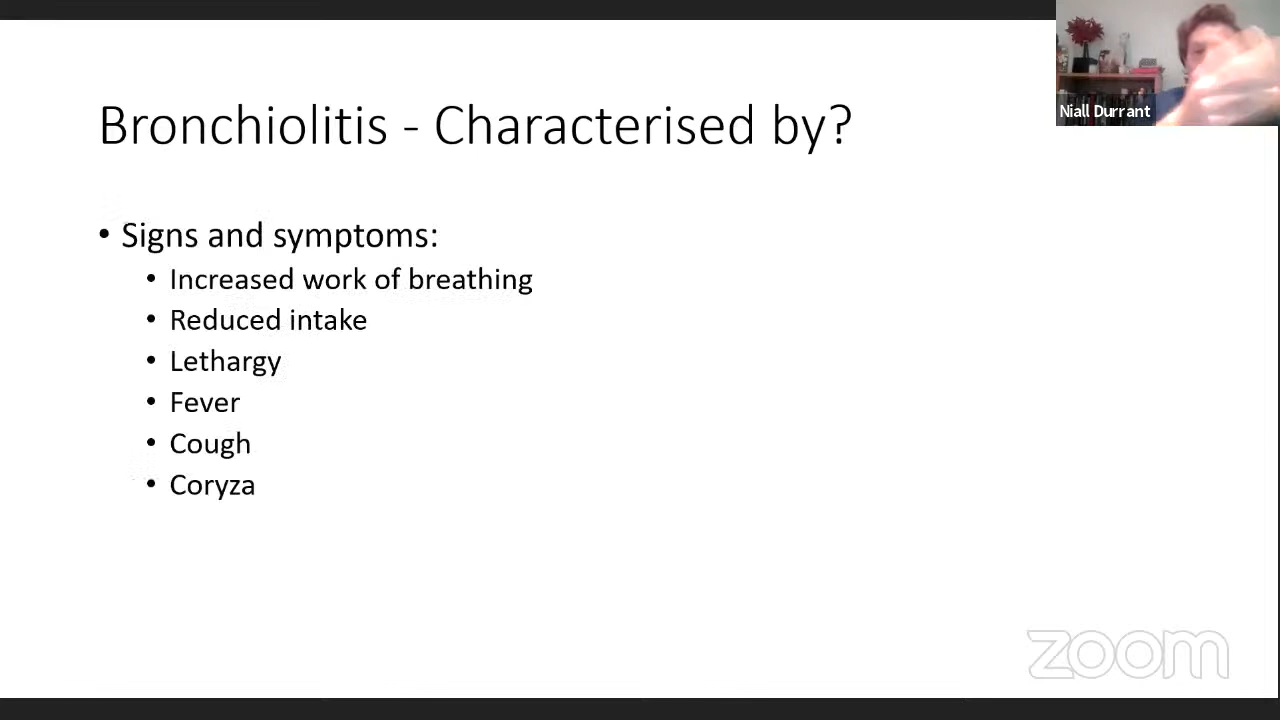 Niall Durrant
Bronchiolitis - Characterised by?
• Signs and symptoms:
• Increased work of breathing
• Reduced intake
• Lethargy
• Fever
• Cough
• Coryza
zoom